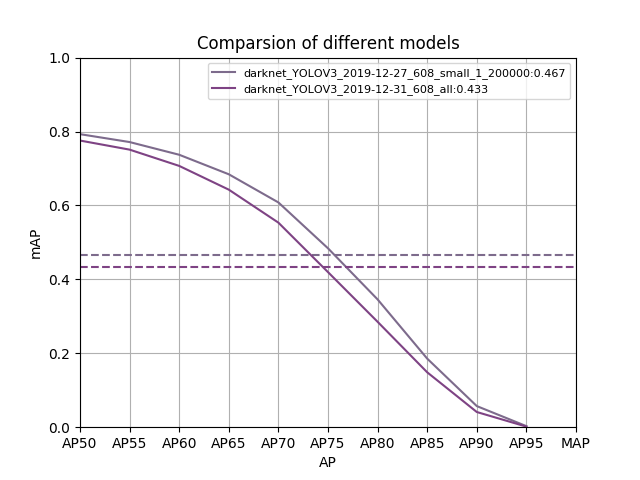 Comparsion of different models
darknet_YOLOV3_2019-12-27_608_small_1_200000:0.467
darknet_YOLOV3_2019-12-31_608_all:0.433
1.0
0.8
0.6
0.4
0.2
0.0
mAP
AP50 AP55 AP60 AP65 AP70 AP75 AP80 AP85 AP90 AP95 MAP
AP